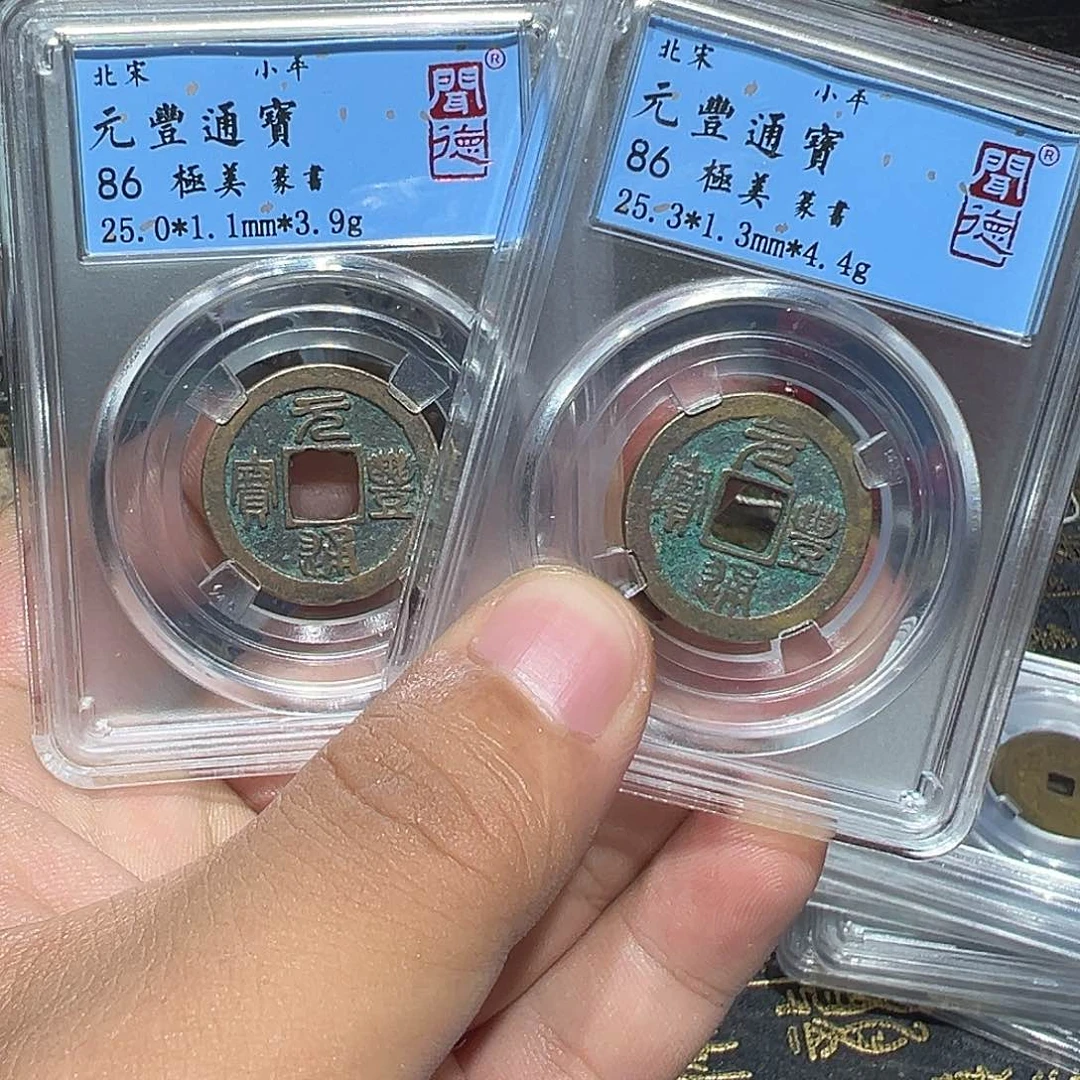 北宋 小平
元豐通寶
86 極美 篆書
25.0*1.1mm*3.9g
聞德®
元豐通寶
北宋 小平
元豐通寶
86 極美 篆書
25.3*1.3mm*4.4g
聞德®
元豐通寶